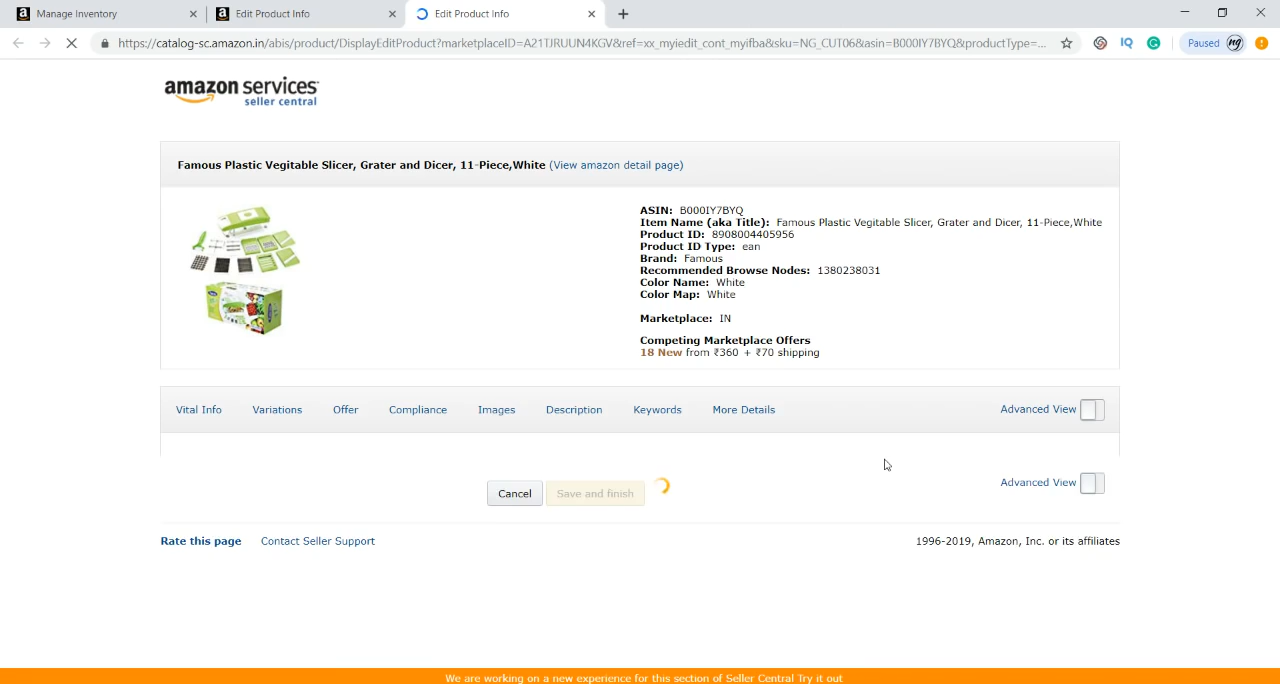 Manage Inventory
Edit Product Info
Edit Product Info
https://catalog-sc.amazon.in/abis/product/DisplayEditProduct?marketplaceID=A21TJRUUN4KGV&ref=xx_myiedit_cont_myifba&sku=NG_CUT06&asin=B000IY7BYQ&productType=...
IQ
Paused
amazon services
seller central
Famous Plastic Vegitable Slicer, Grater and Dicer, 11-Piece,White (View amazon detail page)
ASIN: B000IY7BYQ
Item Name (aka Title): Famous Plastic Vegitable Slicer, Grater and Dicer, 11-Piece,White
Product ID: 8908004405956
Product ID Type: ean
Brand: Famous
Recommended Browse Nodes: 1380238031
Color Name: White
Color Map: White
Marketplace: IN
Competing Marketplace Offers
18 New from ₹360 + ₹70 shipping
Vital Info Variations Offer Compliance Images Description Keywords More Details Advanced View
Cancel Save and finish Advanced View
Rate this page Contact Seller Support 1996-2019, Amazon, Inc. or its affiliates
We are working on a new experience for this section of Seller Central Try it out